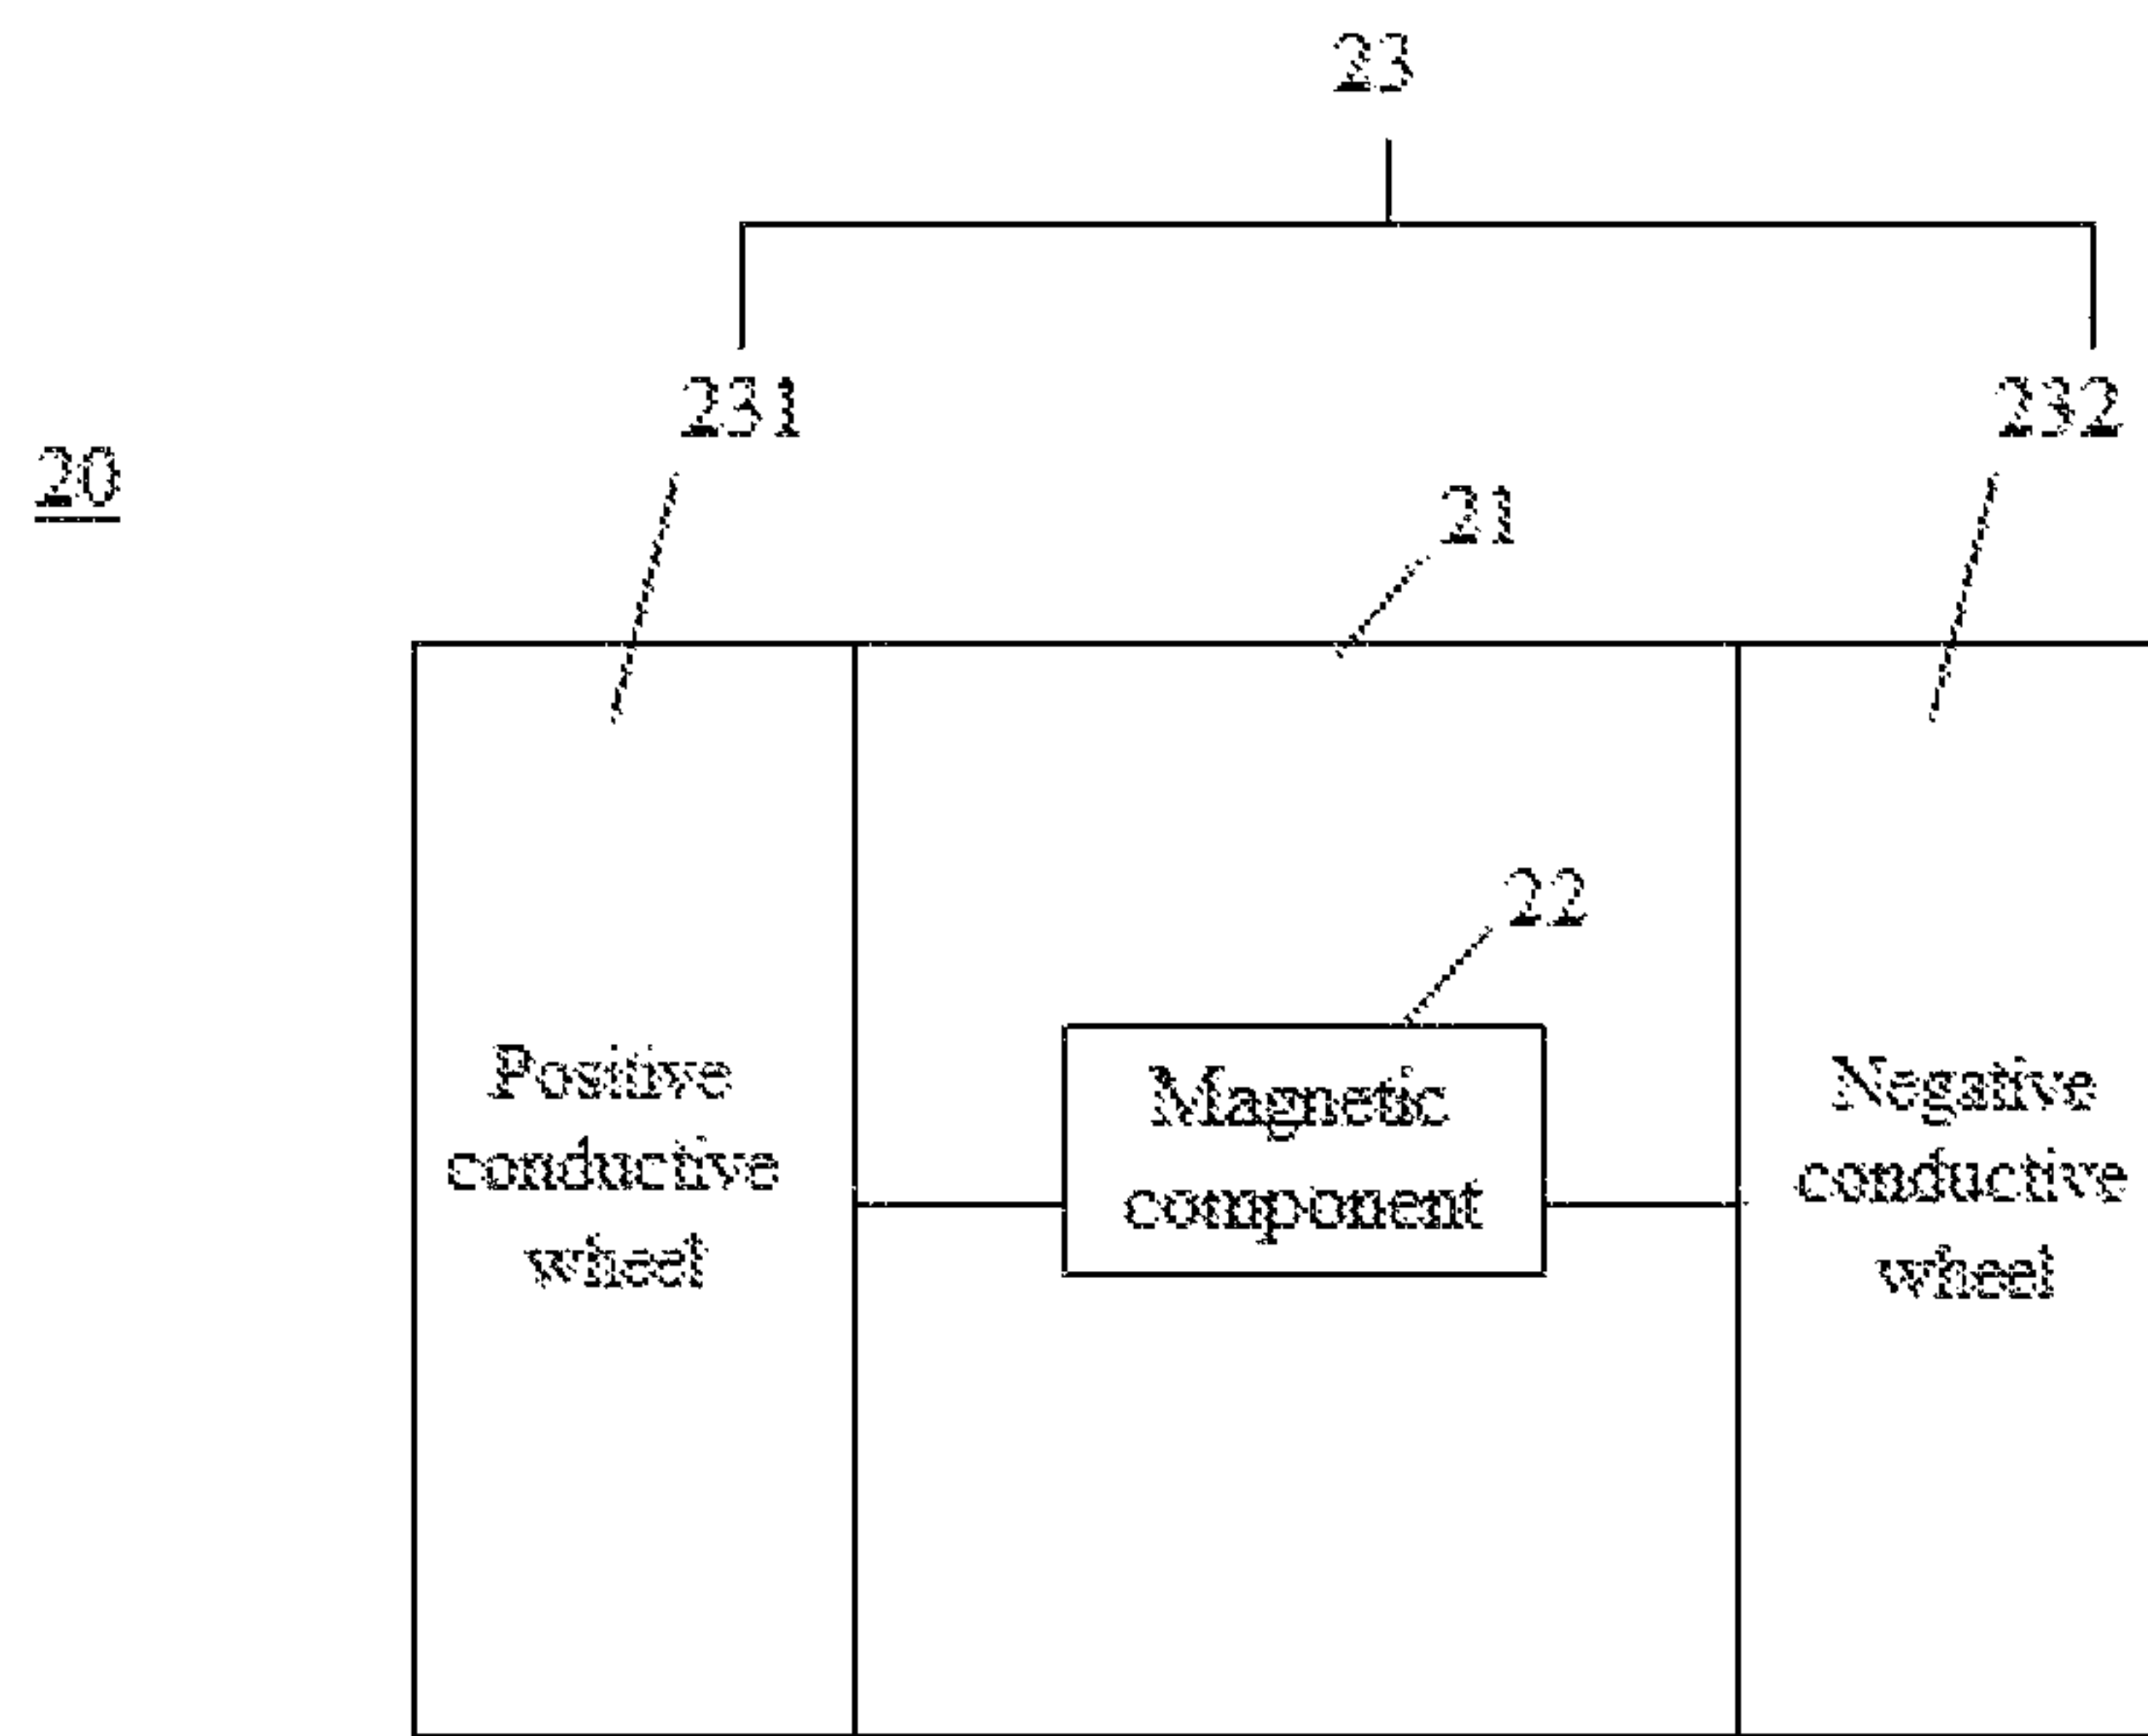 23
231
232
20
21
22
Positive
conductive
wheel
Magnetic
component
Negative
conductive
wheel